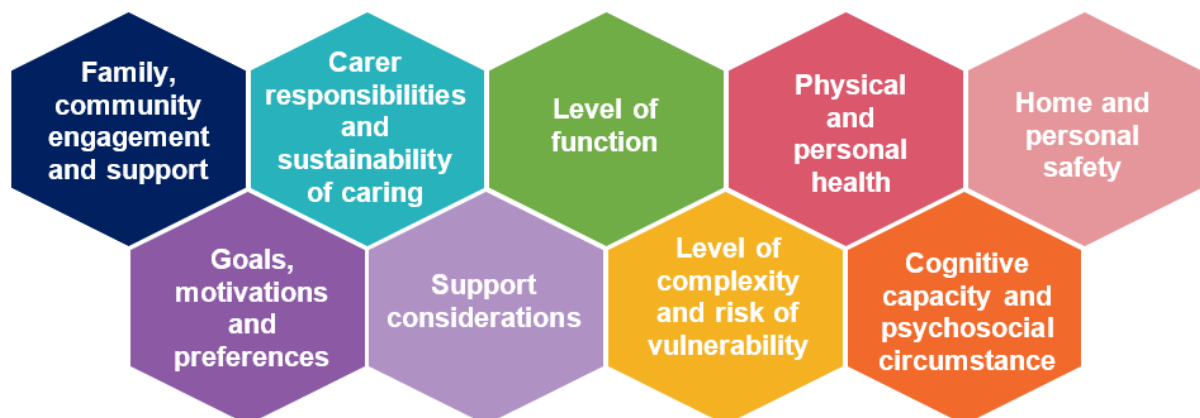 Family,
community
engagement
and support
Carer
responsibilities
and
sustainability
of caring
Level of
function
Physical
and
personal
health
Home and
personal
safety
Goals,
motivations
and
preferences
Support
considerations
Level of
complexity
and risk of
vulnerability
Cognitive
capacity and
psychosocial
circumstance